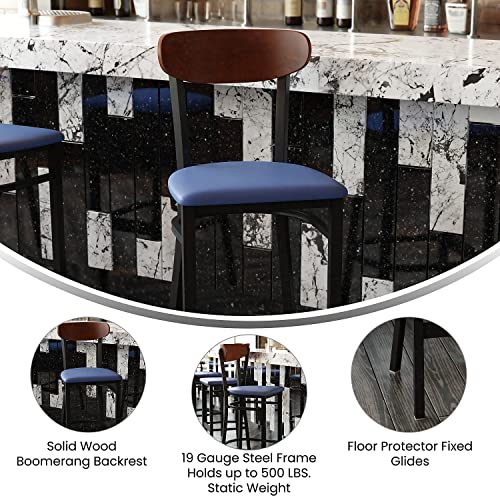 Solid Wood
Boomerang Backrest
19 Gauge Steel Frame
Holds up to 500 LBS.
Static Weight
Floor Protector Fixed
Glides